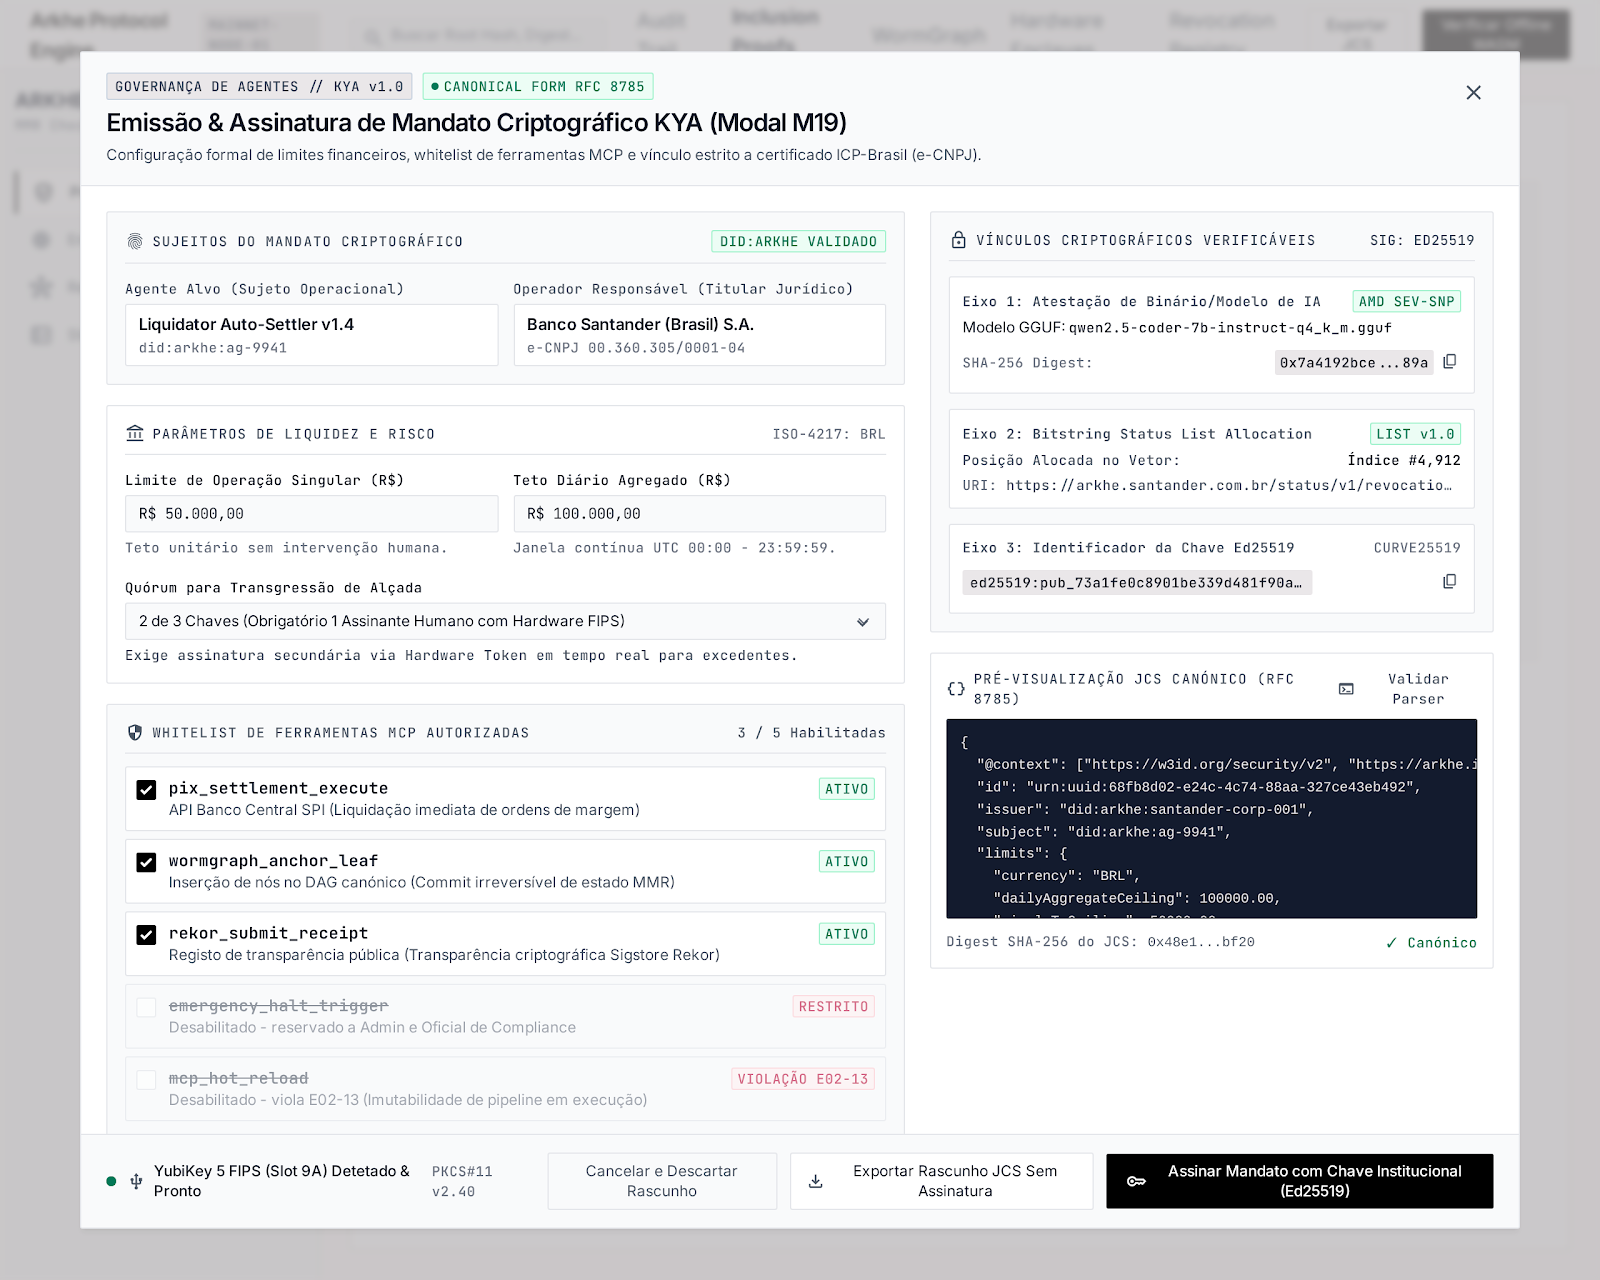 Arkhe Protocol
Engine
Audit
Inclusion
Proofs
WormGraph
Hardware
Revocation
Exportar
GOVERNANÇA DE AGENTES // KYA v1.0
CANONICAL FORM RFC 8785
Emissão & Assinatura de Mandato Criptográfico KYA (Modal M19)
Configuração formal de limites financeiros, whitelist de ferramentas MCP e vínculo estrito a certificado ICP-Brasil (e-CNPJ).
SUJEITOS DO MANDATO CRIPTOGRÁFICO
DID:ARKHE VALIDADO
Agente Alvo (Sujeito Operacional)
Liquidator Auto-Settler v1.4
did:arkhe:ag-9941
Operador Responsável (Titular Jurídico)
Banco Santander (Brasil) S.A.
e-CNPJ 00.360.305/0001-04
PARÂMETROS DE LIQUIDEZ E RISCO
ISO-4217: BRL
Limite de Operação Singular (R$)
R$ 50.000,00
Teto unitário sem intervenção humana.
Teto Diário Agregado (R$)
R$ 100.000,00
Janela contínua UTC 00:00 - 23:59:59.
Quórum para Transgressão de Alçada
2 de 3 Chaves (Obrigatório 1 Assinante Humano com Hardware FIPS)
Exige assinatura secundária via Hardware Token em tempo real para excedentes.
WHITELIST DE FERRAMENTAS MCP AUTORIZADAS
3 / 5 Habilitadas
pix_settlement_execute
ATIVO
API Banco Central SPI (Liquidação imediata de ordens de margem)
wormgraph_anchor_leaf
ATIVO
Inserção de nós no DAG canónico (Commit irreversível de estado MMR)
rekor_submit_receipt
ATIVO
Registo de transparência pública (Transparência criptográfica Sigstore Rekor)
emergency_halt_trigger
RESTRITO
Desabilitado - reservado a Admin e Oficial de Compliance
mcp_hot_reload
VIOLAÇÃO E02-13
Desabilitado - viola E02-13 (Imutabilidade de pipeline em execução)
VÍNCULOS CRIPTOGRÁFICOS VERIFICÁVEIS
SIG: ED25519
Eixo 1: Atestação de Binário/Modelo de IA
AMD SEV-SNP
Modelo GGUF: qwen2.5-coder-7b-instruct-q4_k_m.gguf
SHA-256 Digest:
0x7a4192bce...89a
Eixo 2: Bitstring Status List Allocation
LIST v1.0
Posição Alocada no Vetor:
Índice #4,912
URI: https://arkhe.santander.com.br/status/v1/revocatio…
Eixo 3: Identificador da Chave Ed25519
CURVE25519
ed25519:pub_73a1fe0c8901be339d481f90a…
PRÉ-VISUALIZAÇÃO JCS CANÓNICO (RFC
8785)
Validar
Parser
{
"@context": ["https://w3id.org/security/v2", "https://arkhe.i
"id": "urn:uuid:68fb8d02-e24c-4c74-88aa-327ce43eb492",
"issuer": "did:arkhe:santander-corp-001",
"subject": "did:arkhe:ag-9941",
"limits": {
"currency": "BRL",
"dailyAggregateCeiling": 100000.00,
Digest SHA-256 do JCS: 0x48e1...bf20
✓ Canónico
YubiKey 5 FIPS (Slot 9A) Detetado &
Pronto
PKCS#11
v2.40
Cancelar e Descartar
Rascunho
Exportar Rascunho JCS Sem
Assinatura
Assinar Mandato com Chave Institucional
(Ed25519)